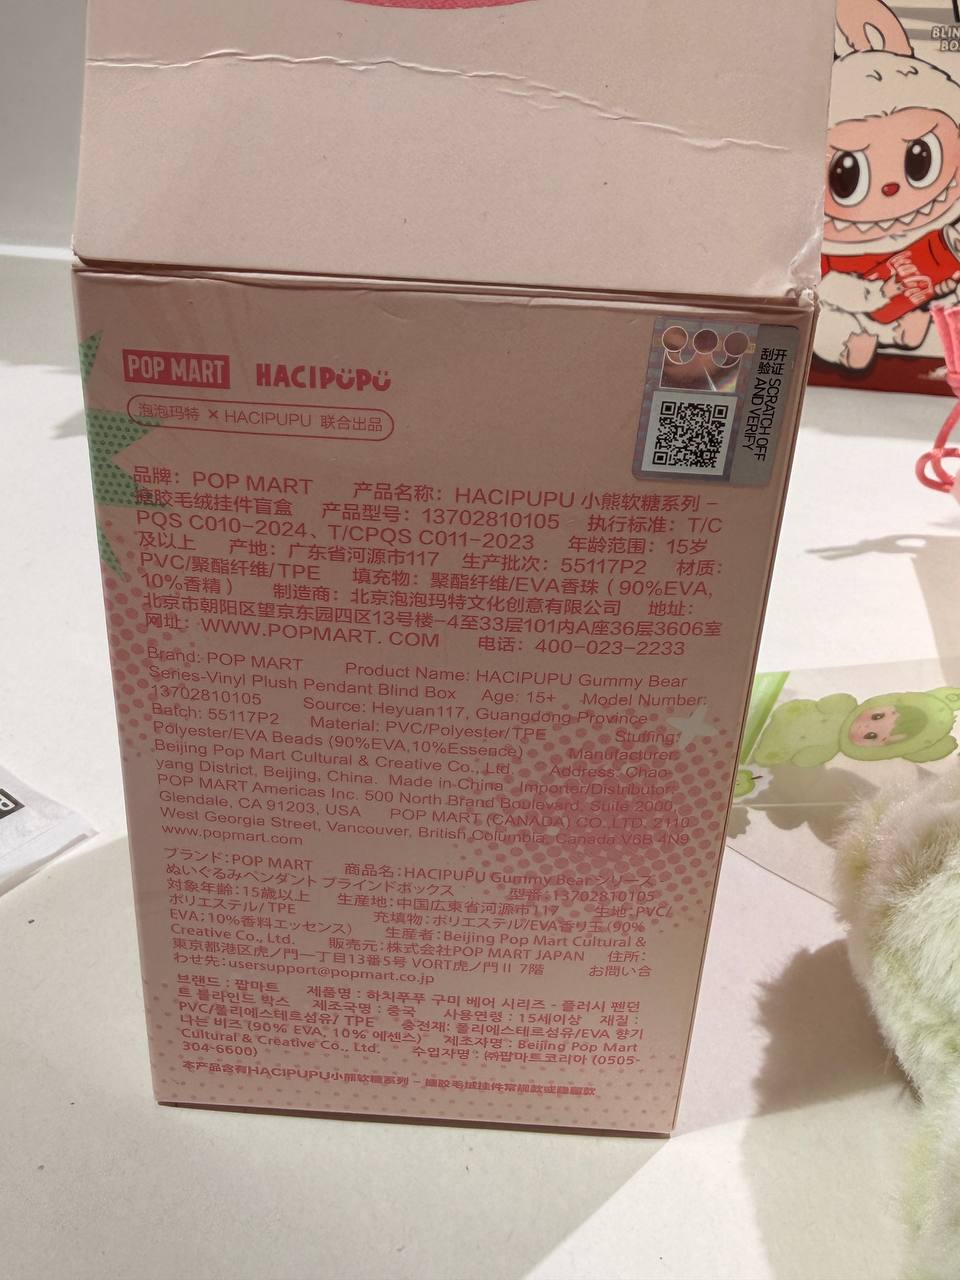 BLIN
BO
Coca-Cola
POP MART HACIPUPU
泡泡玛特 × HACIPUPU 联合出品
刮开验证 SCRATCH OFF AND VERIFY
品牌：POP MART 产品名称：HACIPUPU 小熊软糖系列 –
搪胶毛绒挂件盲盒 产品型号：13702810105 执行标准：T/C
PQS C010-2024、T/CPQS C011-2023 年龄范围：15岁
及以上 产地：广东省河源市117 生产批次：55117P2 材质：
PVC/聚酯纤维/TPE 填充物：聚酯纤维/EVA香珠（90%EVA,
10%香精） 制造商：北京泡泡玛特文化创意有限公司 地址：
北京市朝阳区望京东园四区13号楼-4至33层101内A座36层3606室
网址：WWW.POPMART.COM 电话：400-023-2233
Brand: POP MART Product Name: HACIPUPU Gummy Bear
Series-Vinyl Plush Pendant Blind Box Age: 15+ Model Number:
13702810105 Source: Heyuan117, Guangdong Province
Batch: 55117P2 Material: PVC/Polyester/TPE Stuffing:
Polyester/EVA Beads (90%EVA,10%Essence) Manufacturer:
Beijing Pop Mart Cultural & Creative Co., Ltd. Address: Chao-
yang District, Beijing, China. Made in China Importer/Distributor:
POP MART Americas Inc. 500 North Brand Boulevard, Suite 2000,
Glendale, CA 91203, USA POP MART (CANADA) CO.,LTD. 2110
West Georgia Street, Vancouver, British Columbia, Canada V6B 4N9
www.popmart.com
ブランド：POP MART 商品名：HACIPUPU Gummy Bear シリーズ
ぬいぐるみペンダント ブラインドボックス 型番：13702810105
対象年齢：15歳以上 生産地：中国広東省河源市117 生地：PVC/
ポリエステル/ TPE 充填物：ポリエステル/EVA香り玉（90%
EVA；10%香料エッセンス） 生産者：Beijing Pop Mart Cultural &
Creative Co., Ltd. 販売元：株式会社POP MART JAPAN 住所：
東京都港区虎ノ門一丁目13番5号 VORT虎ノ門 II 7階 お問い合
わせ先：usersupport@popmart.co.jp
브랜드 : 팝마트 제품명 : 하치푸푸 구미 베어 시리즈 - 플러시 펜던
트 블라인드 박스 제조국명 : 중국 사용연령 : 15세이상 재질 :
PVC/폴리에스테르섬유/ TPE 충전재: 폴리에스테르섬유/EVA 향기
나는 비즈 (90% EVA, 10% 에센스) 제조자명 : Beijing Pop Mart
Cultural & Creative Co., Ltd. 수입자명 : ㈜팝마트코리아 (0505-
304-6600)
本产品含有HACIPUPU小熊软糖系列 – 搪胶毛绒挂件常规款或隐藏款